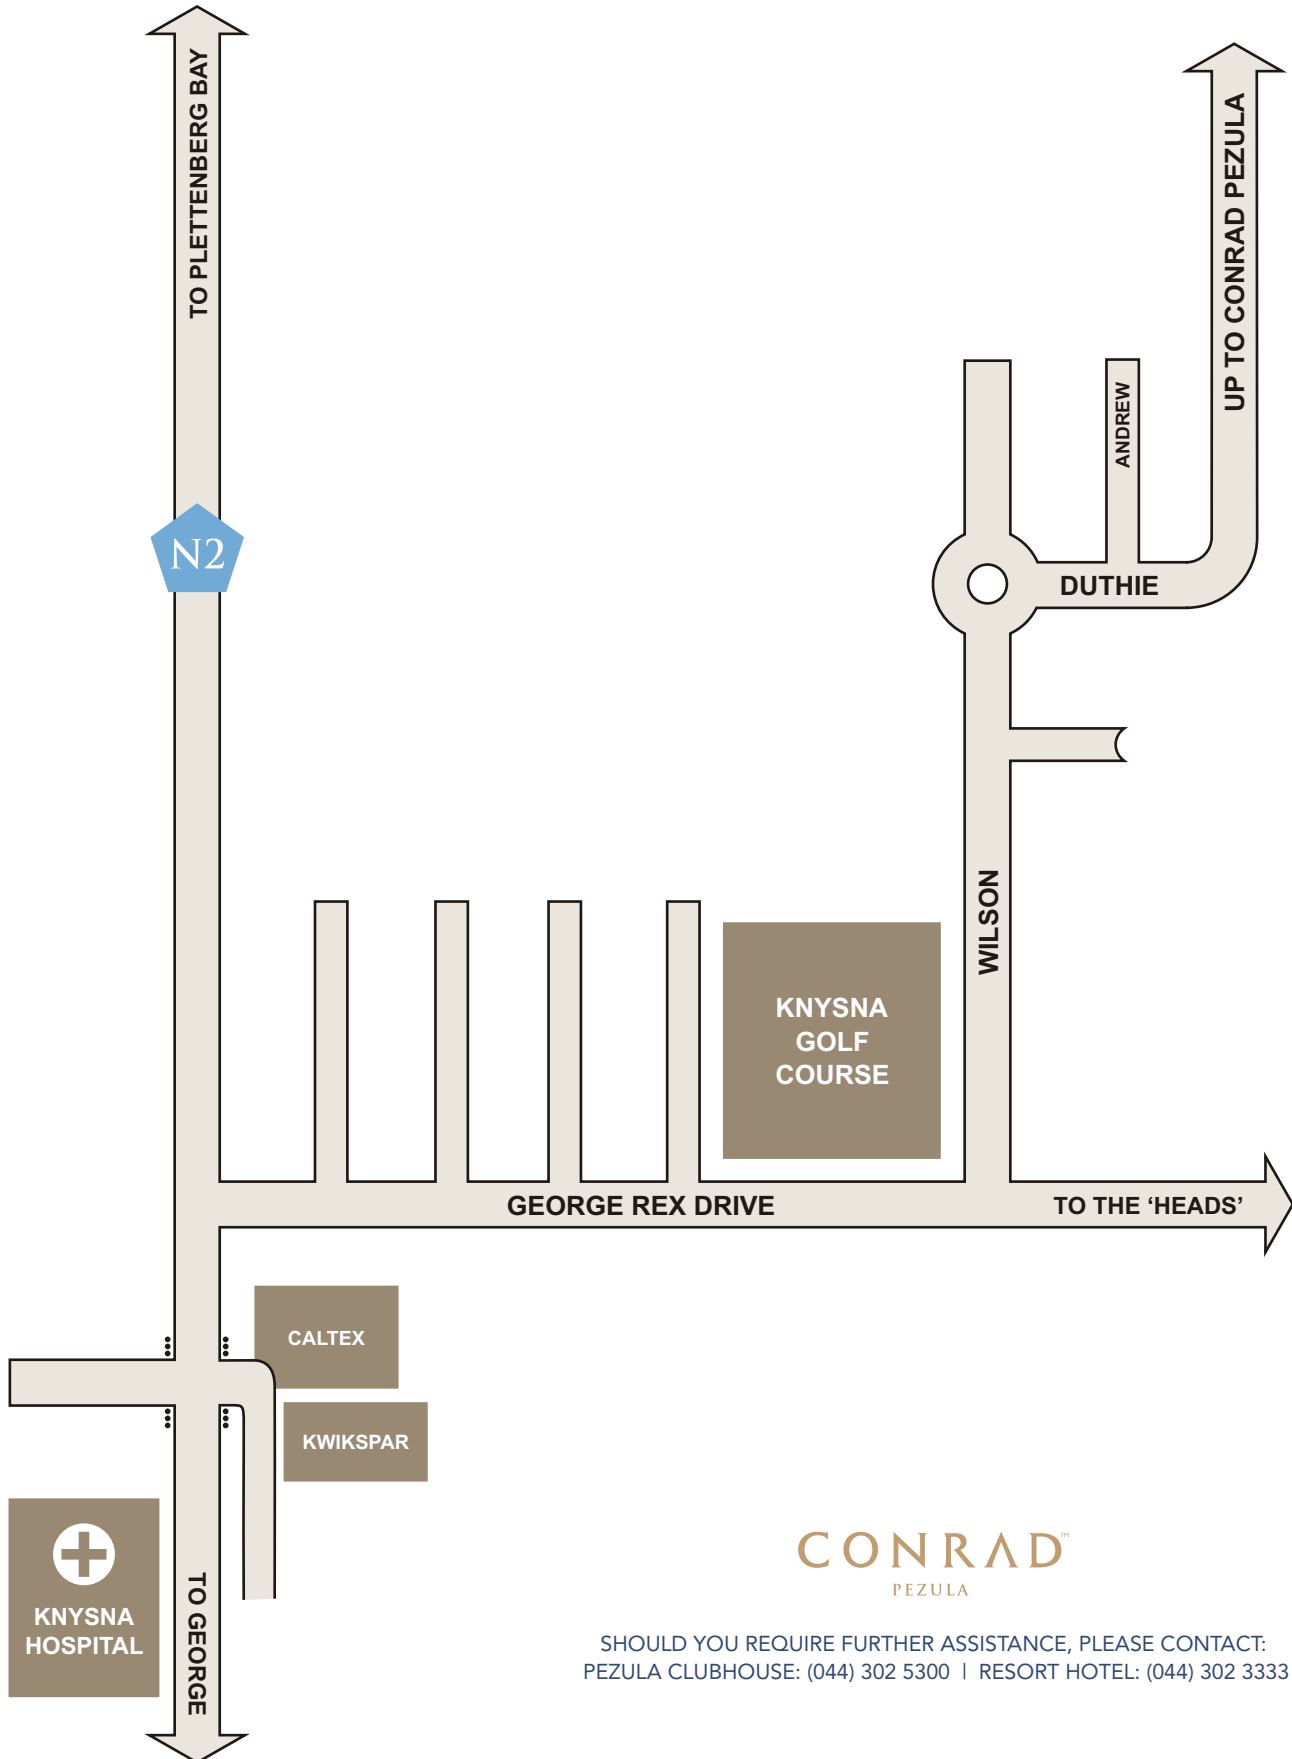 TO PLETTENBERG BAY
UP TO CONRAD PEZULA
ANDREW
N2
DUTHIE
WILSON
KNYSNA
GOLF
COURSE
GEORGE REX DRIVE
TO THE ‘HEADS’
CALTEX
KWIKSPAR
KNYSNA
HOSPITAL
TO GEORGE
CONRAD™
PEZULA
SHOULD YOU REQUIRE FURTHER ASSISTANCE, PLEASE CONTACT:
PEZULA CLUBHOUSE: (044) 302 5300 | RESORT HOTEL: (044) 302 3333